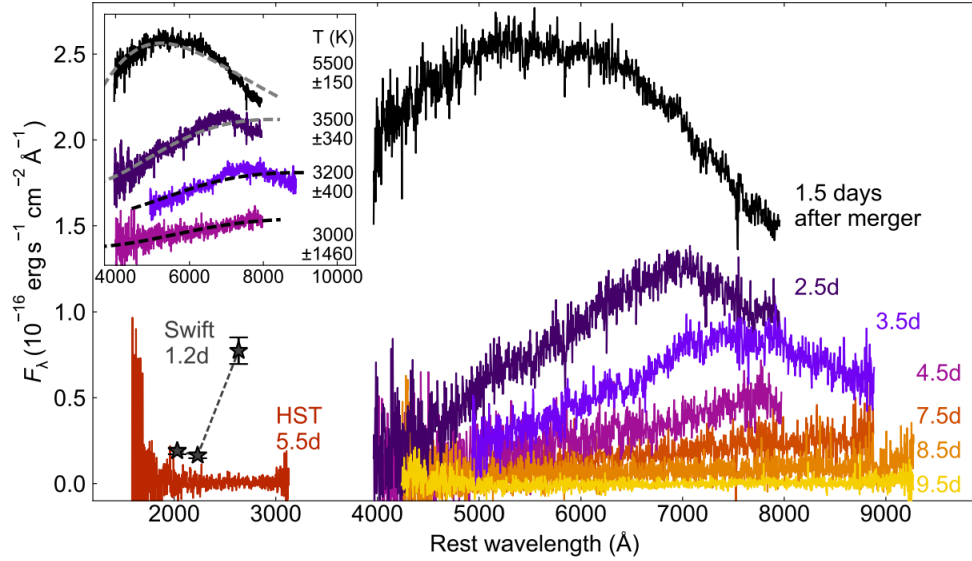 T (K)
5500
±150
3500
±340
3200
±400
3000
±1460
4000 6000 8000 10000
2.5
2.0
1.5
1.0
0.5
0.0
F_λ (10⁻¹⁶ erg s⁻¹ cm⁻² Å⁻¹)
1.5 days
after merger
2.5d
3.5d
4.5d
7.5d
8.5d
9.5d
Swift
1.2d
HST
5.5d
2000 3000 4000 5000 6000 7000 8000 9000
Rest wavelength (Å)